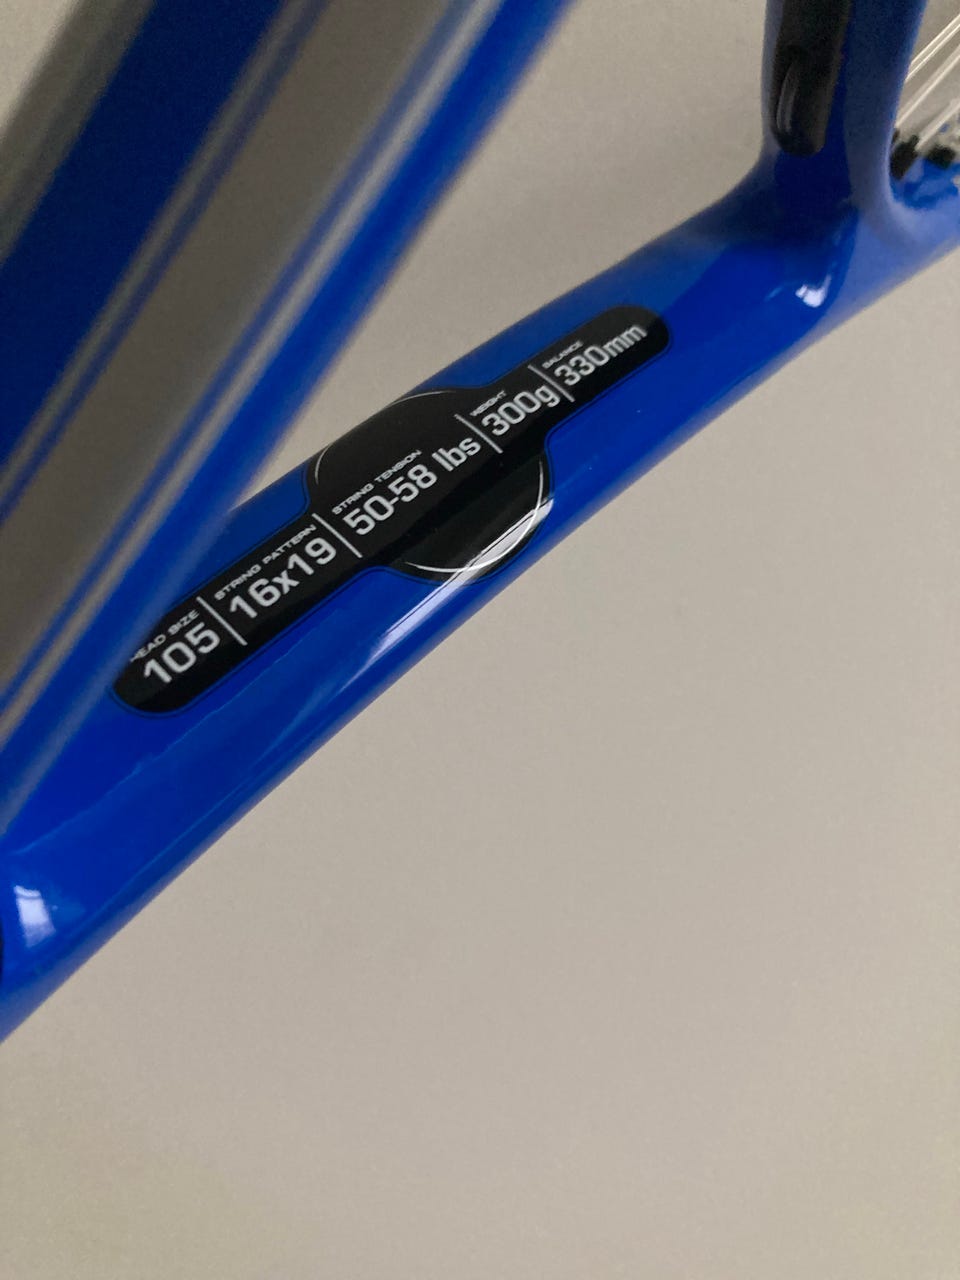 HEAD SIZE STRING PATTERN STRING TENSION WEIGHT BALANCE
105 16x19 50-58 lbs 300g 330mm